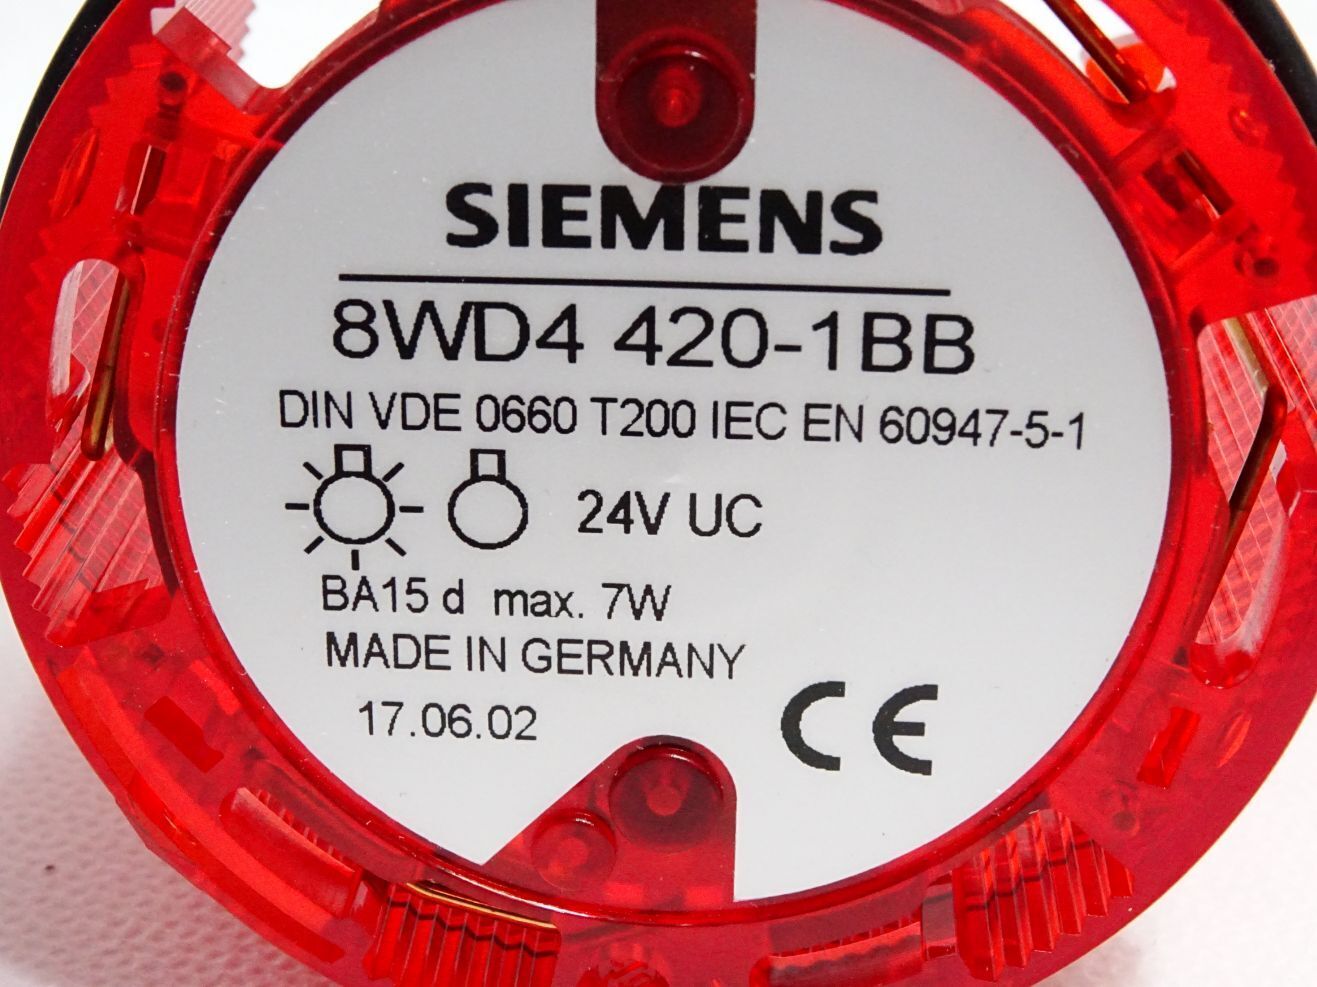 SIEMENS
8WD4 420-1BB
DIN VDE 0660 T200 IEC EN 60947-5-1
24V UC
BA15 d max. 7W
MADE IN GERMANY
17.06.02
CE